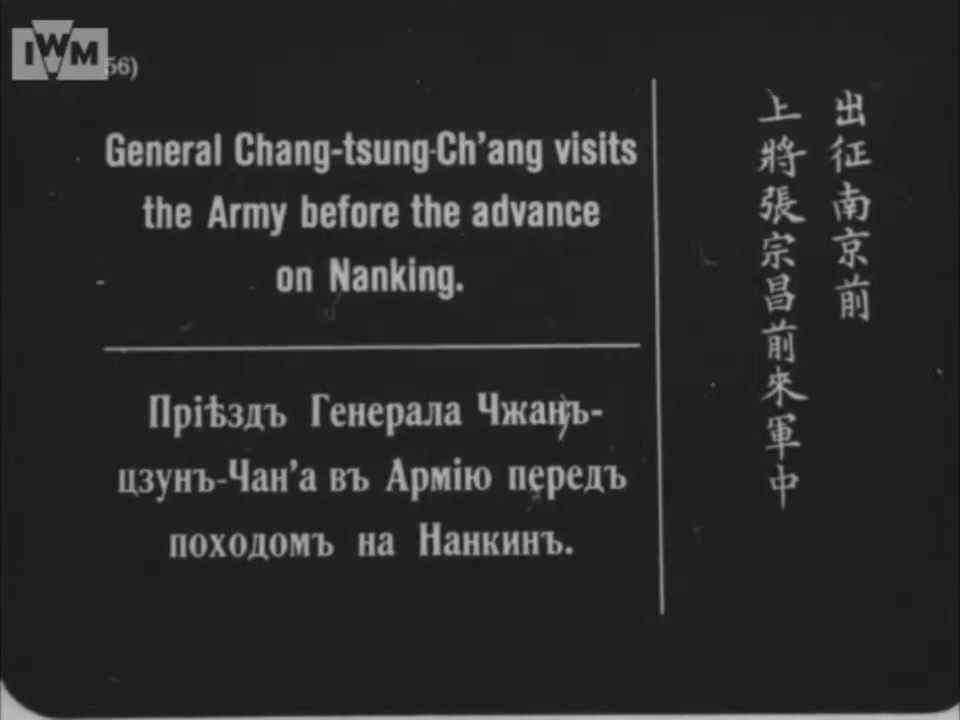 IWM
56)
General Chang-tsung-Ch'ang visits
the Army before the advance
on Nanking.
Пріѣздъ Генерала Чжанъ-
цзунъ-Чан'а въ Армію передъ
походомъ на Нанкинъ.
出征南京前
上將張宗昌前來軍中